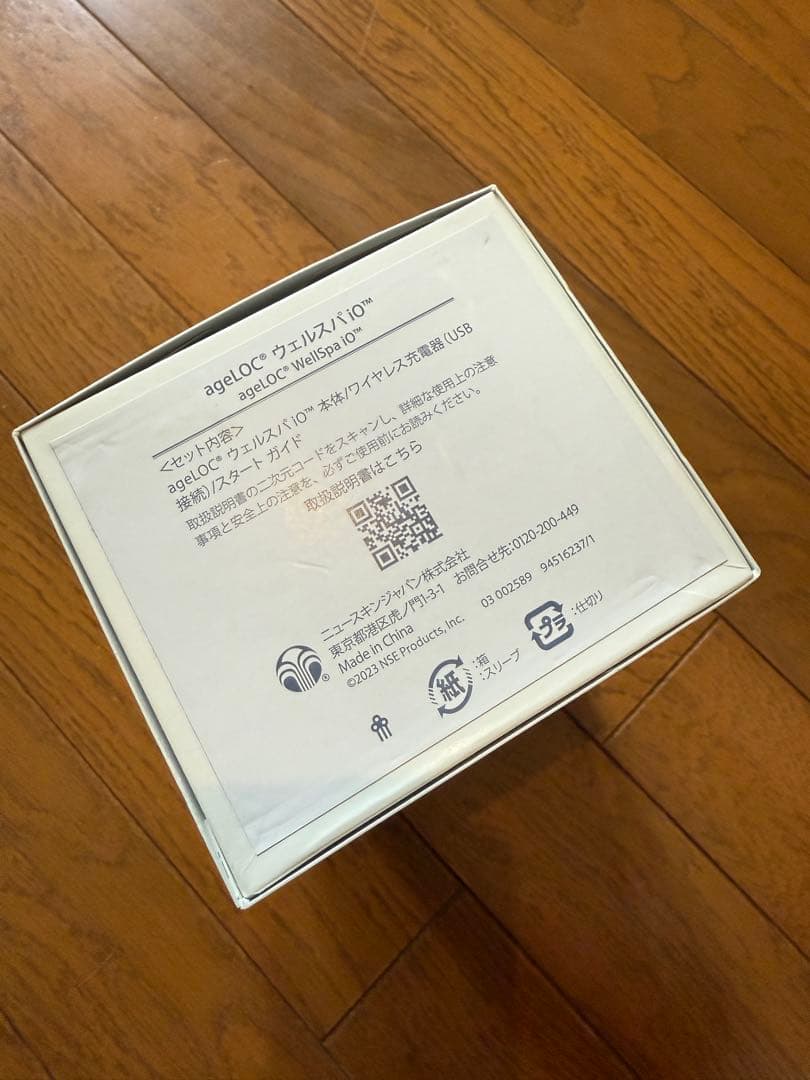 ageLOC® ウェルスパ iO™
ageLOC® WellSpa iO™
<セット内容>
ageLOC® ウェルスパ iO™ 本体/ワイヤレス充電器(USB
接続)/スタート ガイド
取扱説明書の二次元コードをスキャンし、詳細な使用上の注意
事項と安全上の注意を、必ずご使用前にお読みください。
取扱説明書はこちら
ニュースキンジャパン株式会社
東京都港区虎ノ門1-3-1 お問合せ先:0120-200-449
Made in China
©2023 NSE Products, Inc. 03 002589 94516237/1
紙 :箱
:スリーブ
プラ :仕切り